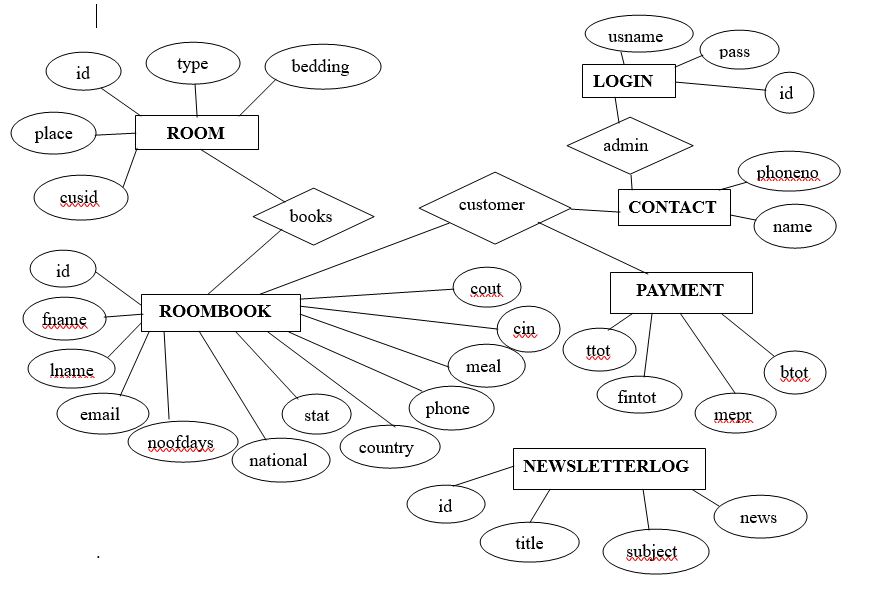 usname
pass
type
id
bedding
LOGIN
id
place
ROOM
admin
phoneno
cusid
customer
CONTACT
books
name
id
PAYMENT
cout
fname
ROOMBOOK
cin
ttot
lname
meal
btot
fintot
email
stat
phone
mepr
noofdays
national
country
NEWSLETTERLOG
id
news
title
subject
.